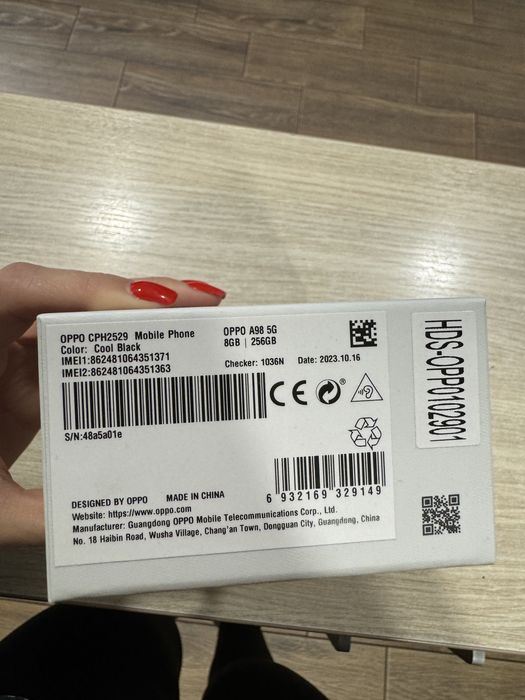 OPPO CPH2529 Mobile Phone OPPO A98 5G
Color: Cool Black 8GB | 256GB
IMEI1:862481064351371
IMEI2:862481064351363
Checker: 1036N Date: 2023.10.16
CE
S/N:48a5a01e
6 932169 329149
DESIGNED BY OPPO MADE IN CHINA
Website: https://www.oppo.com
Manufacturer: Guangdong OPPO Mobile Telecommunications Corp., Ltd.
No. 18 Haibin Road, Wusha Village, Chang'an Town, Dongguan City, Guangdong, China
HDS-OPP0102901